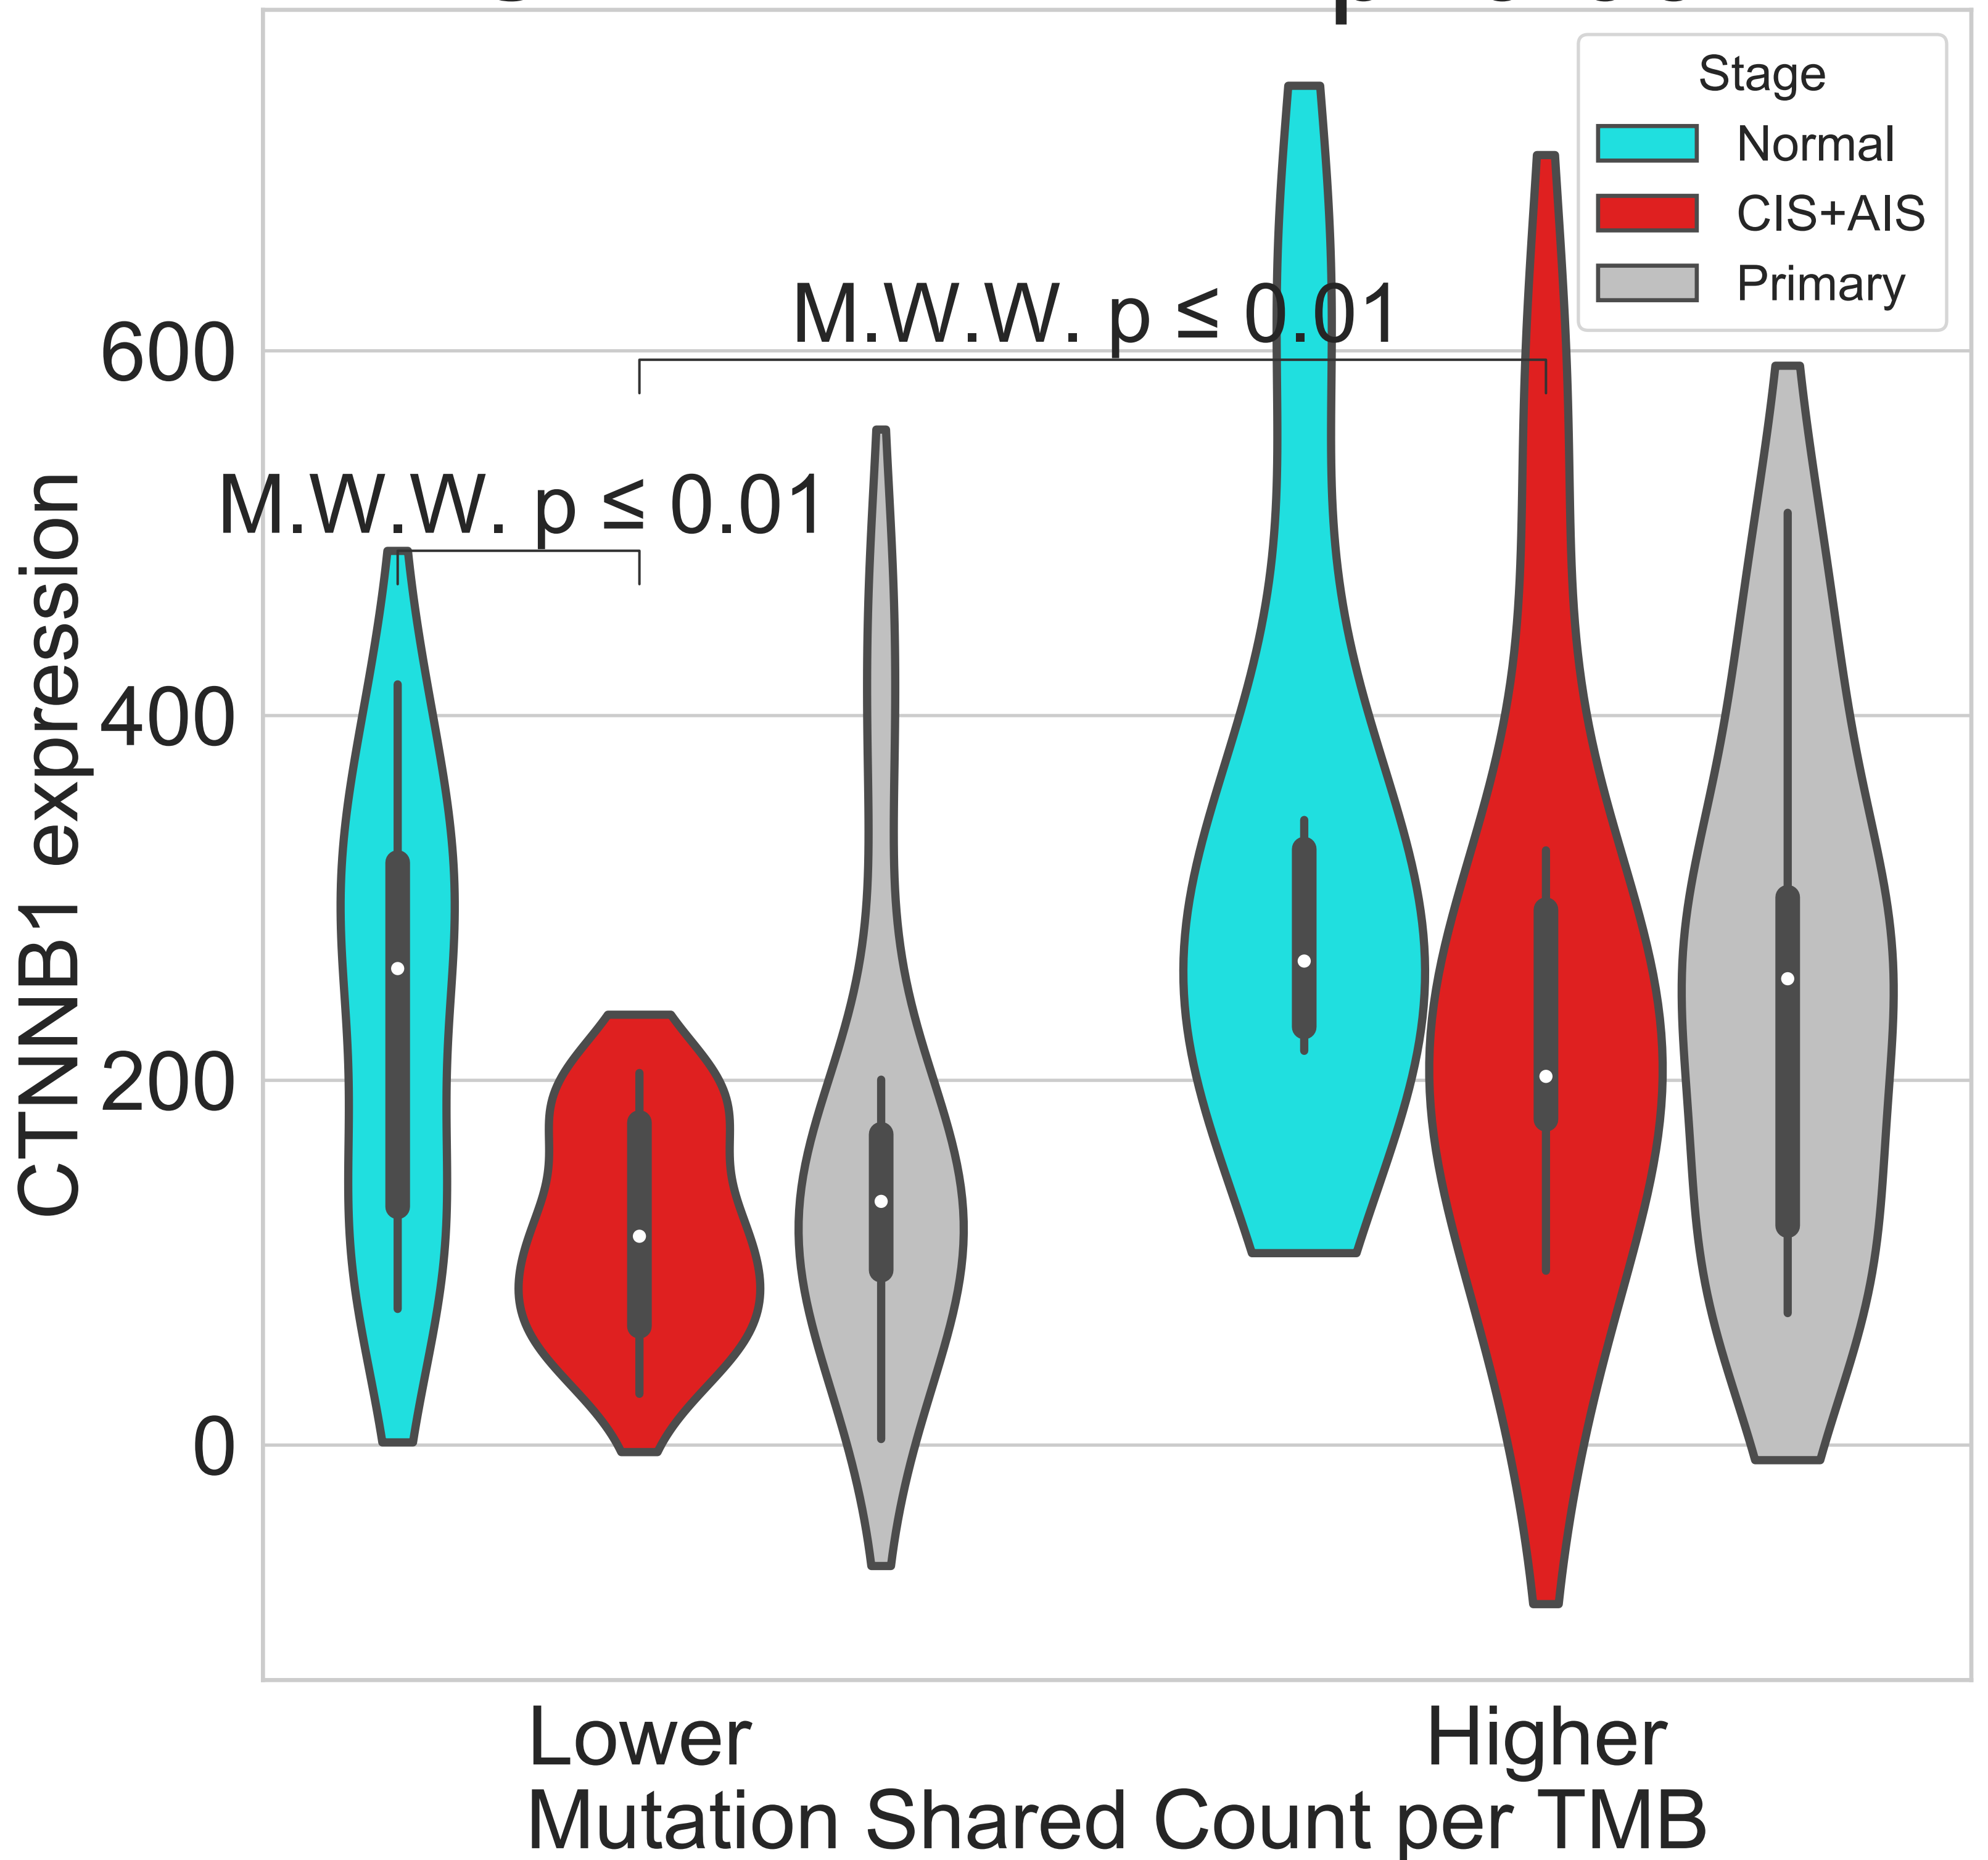 Stage
Normal
CIS+AIS
Primary
M.W.W. p ≤ 0.01
M.W.W. p ≤ 0.01
600
400
200
0
CTNNB1 expression
Lower
Higher
Mutation Shared Count per TMB